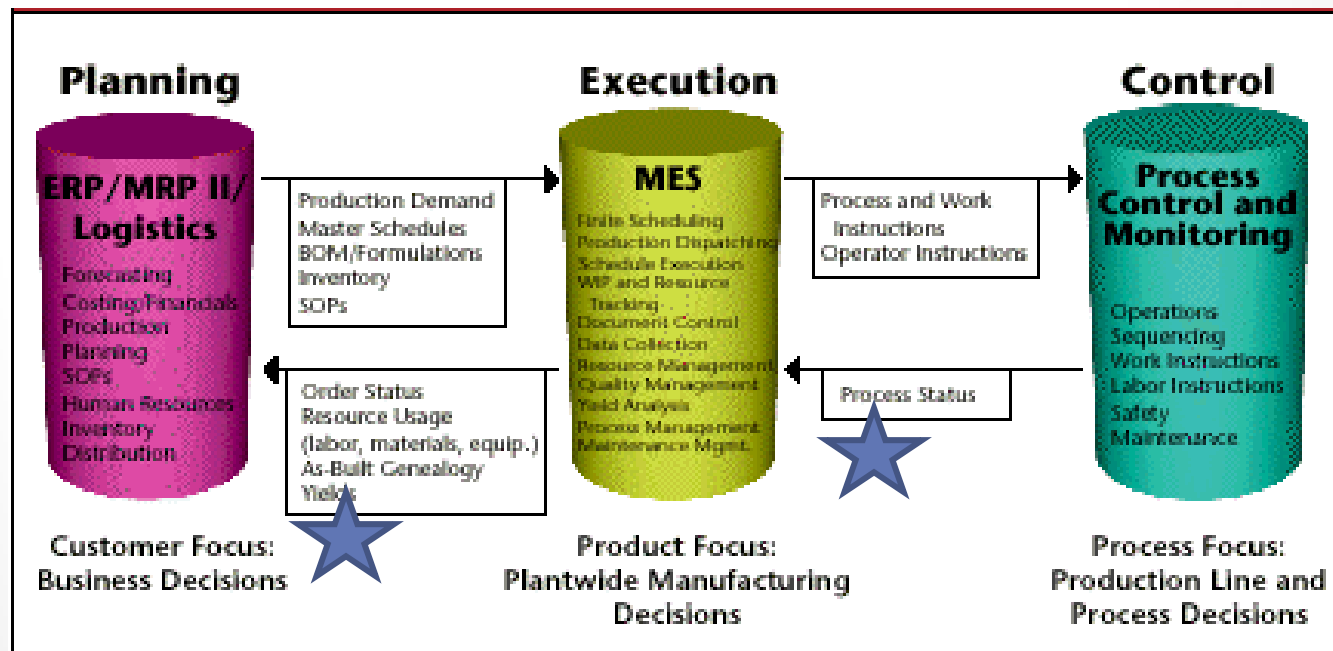 Planning
Execution
Control
ERP/MRP II/
Logistics
Forecasting
Costing/Financials
Production
Planning
SOPs
Human Resources
Inventory
Distribution
Production Demand
Master Schedules
BOM/Formulations
Inventory
SOPs
Order Status
Resource Usage
(labor, materials, equip.)
As-Built Genealogy
Yields
MES
Finite Scheduling
Production Dispatching
Schedule Execution
WIP and Resource
Tracking
Document Control
Data Collection
Resource Management
Quality Management
Yield Analysis
Process Management
Maintenance Mgmt.
Process and Work
Instructions
Operator Instructions
Process Status
Process
Control and
Monitoring
Operations
Sequencing
Work Instructions
Labor Instructions
Safety
Maintenance
Customer Focus:
Business Decisions
Product Focus:
Plantwide Manufacturing
Decisions
Process Focus:
Production Line and
Process Decisions